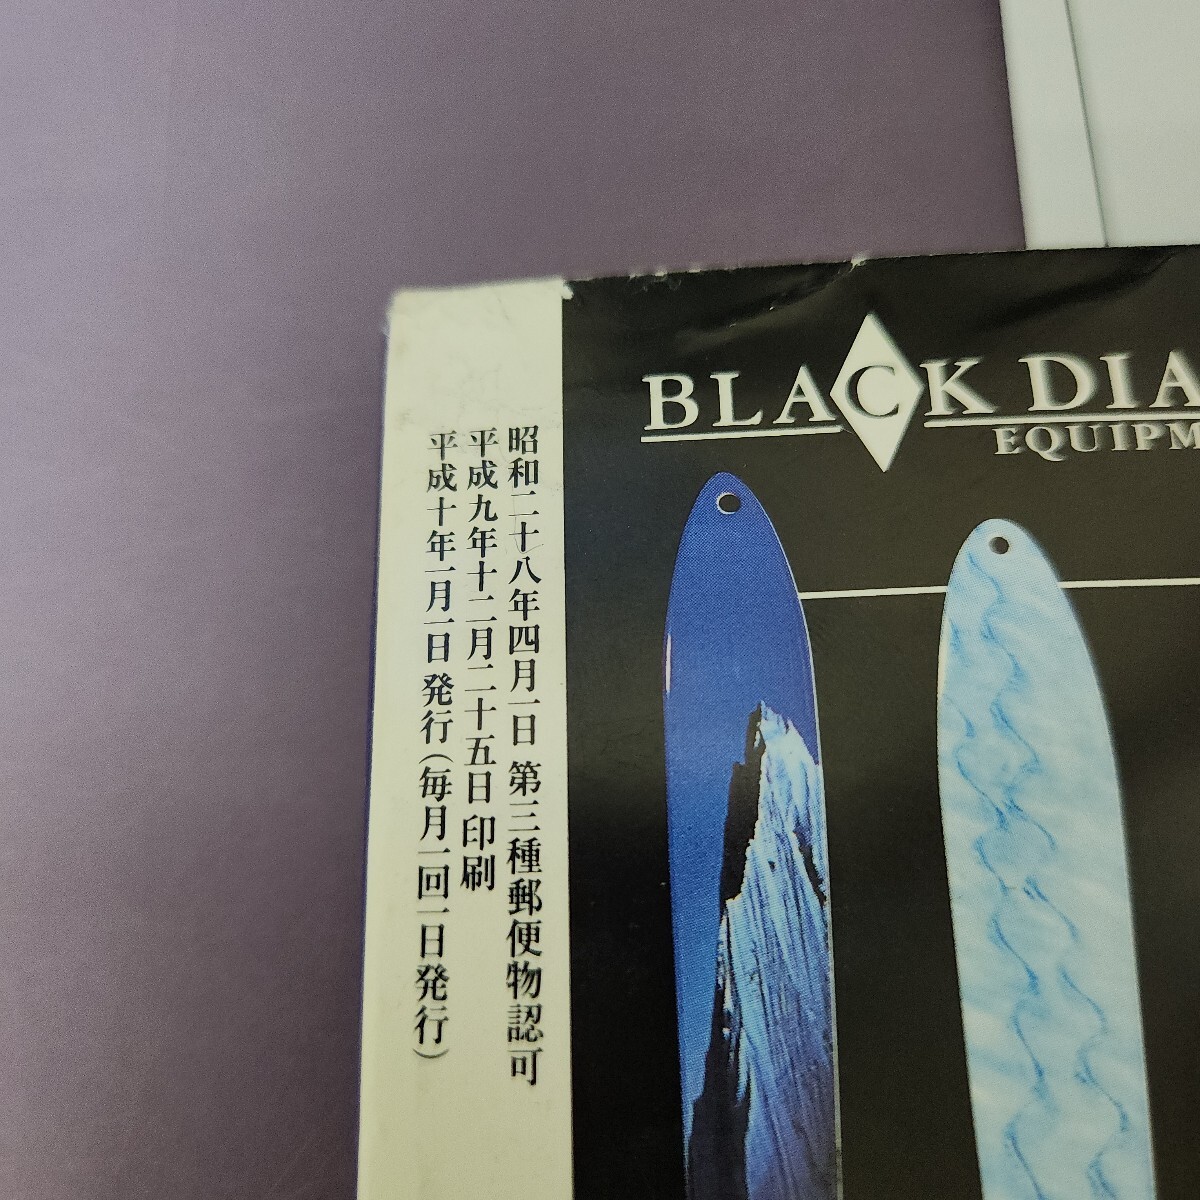 昭和二十八年四月一日 第三種郵便物認可
平成九年十二月二十五日印刷
平成十年一月一日発行(毎月一回一日発行)
BLACK DIA
EQUIPM